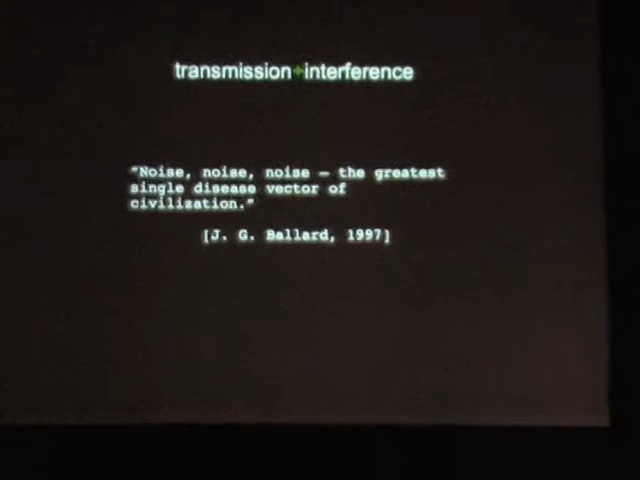 transmission+interference
"Noise, noise, noise — the greatest
single disease vector of
civilization."
[J. G. Ballard, 1997]